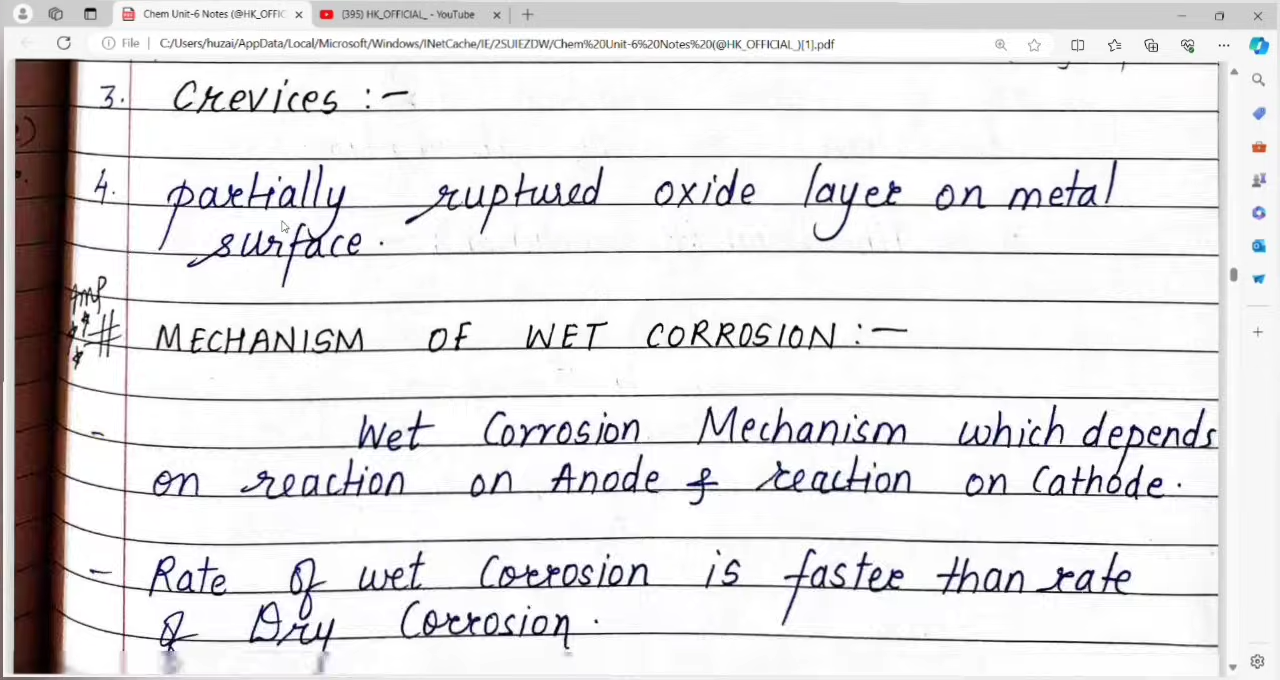 Chem Unit-6 Notes (@HK_OFFIC
(395) HK_OFFICIAL_ - YouTube
File
C:/Users/huzai/AppData/Local/Microsoft/Windows/INetCache/IE/2SUIEZDW/Chem%20Unit-6%20Notes%20(@HK_OFFICIAL_)[1].pdf
3. Crevices :-
4. partially ruptured oxide layer on metal
surface.
Imp
# MECHANISM OF WET CORROSION :-
- Wet Corrosion Mechanism which depends
on reaction on Anode & reaction on Cathode.
- Rate of wet Corrosion is faster than rate
of Dry Corrosion.